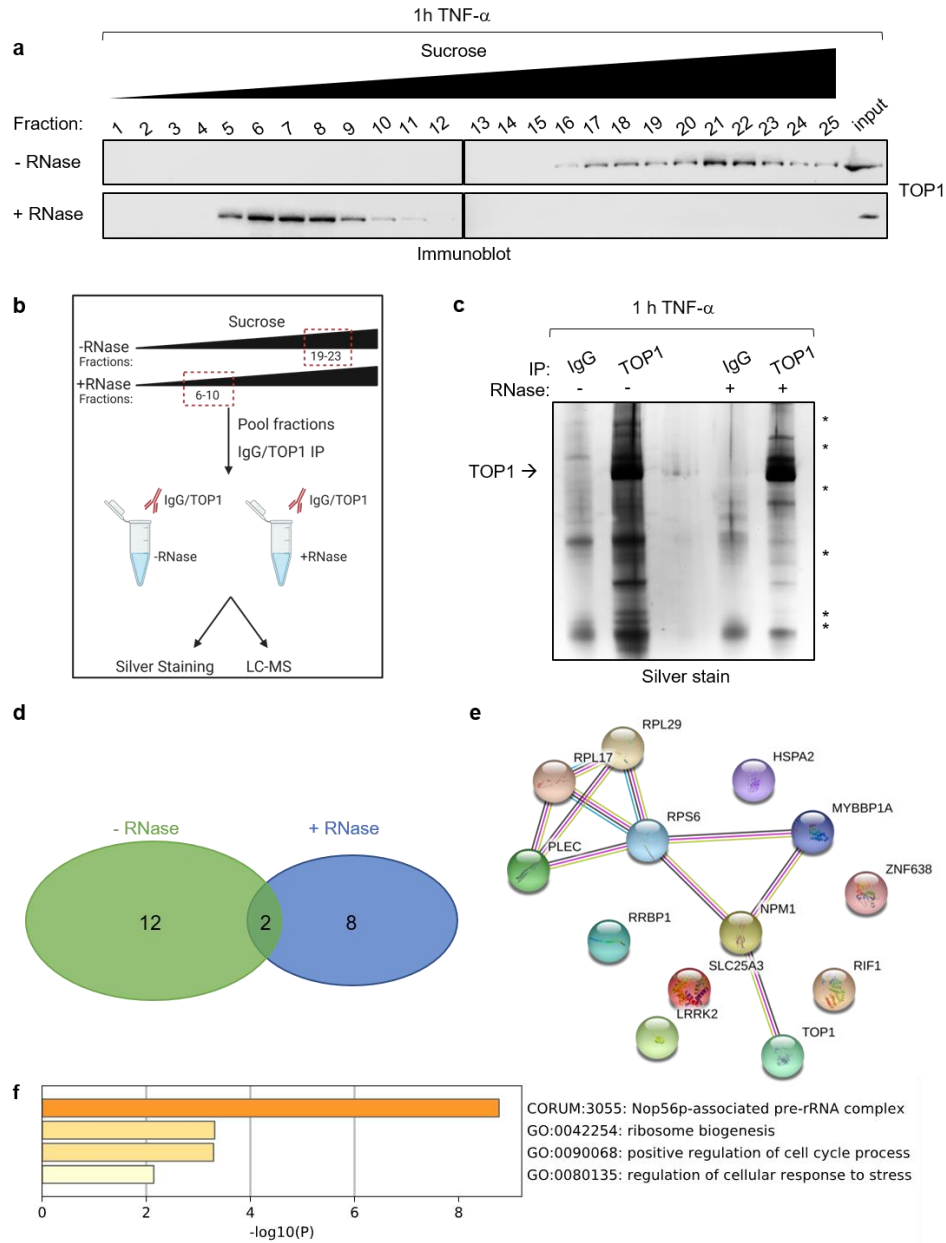 1h TNF-α
a
Sucrose
Fraction: 1 2 3 4 5 6 7 8 9 10 11 12 13 14 15 16 17 18 19 20 21 22 23 24 25 input
- RNase
TOP1
+ RNase
Immunoblot
b
Sucrose
-RNase
Fractions:
19-23
+RNase
Fractions:
6-10
Pool fractions
IgG/TOP1 IP
IgG/TOP1 IgG/TOP1
-RNase +RNase
Silver Staining LC-MS
c
1 h TNF-α
IP: IgG TOP1 IgG TOP1
RNase: - - + +
*
*
TOP1 →
*
*
*
*
Silver stain
d
- RNase + RNase
12 2 8
e
RPL29
RPL17
HSPA2
MYBBP1A
RPS6
PLEC
ZNF638
NPM1
RRBP1
SLC25A3
RIF1
LRRK2
TOP1
f
CORUM:3055: Nop56p-associated pre-rRNA complex
GO:0042254: ribosome biogenesis
GO:0090068: positive regulation of cell cycle process
GO:0080135: regulation of cellular response to stress
0 2 4 6 8
-log10(P)